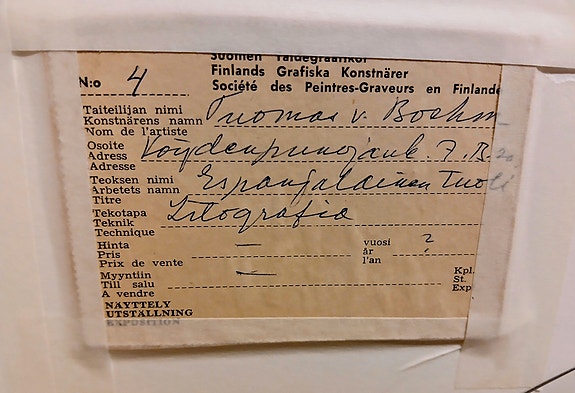 Suomen Taidegraafikot
Finlands Grafiska Konstnärer
N:o 4
Société des Peintres-Graveurs en Finlande
Taiteilijan nimi
Konstnärens namn Thomas v. Boehm
Nom de l'artiste
Osoite
Adress 7. B. 20
Adresse
Teoksen nimi
Arbetets namn Espanjalainen Tuoli
Titre
Tekotapa
Teknik Litografia
Technique
Hinta — vuosi ?
Pris år
Prix de vente l'an
Myyntiin — Kpl.
Till salu St.
A vendre Exp
NÄYTTELY
UTSTÄLLNING
EXPOSITION